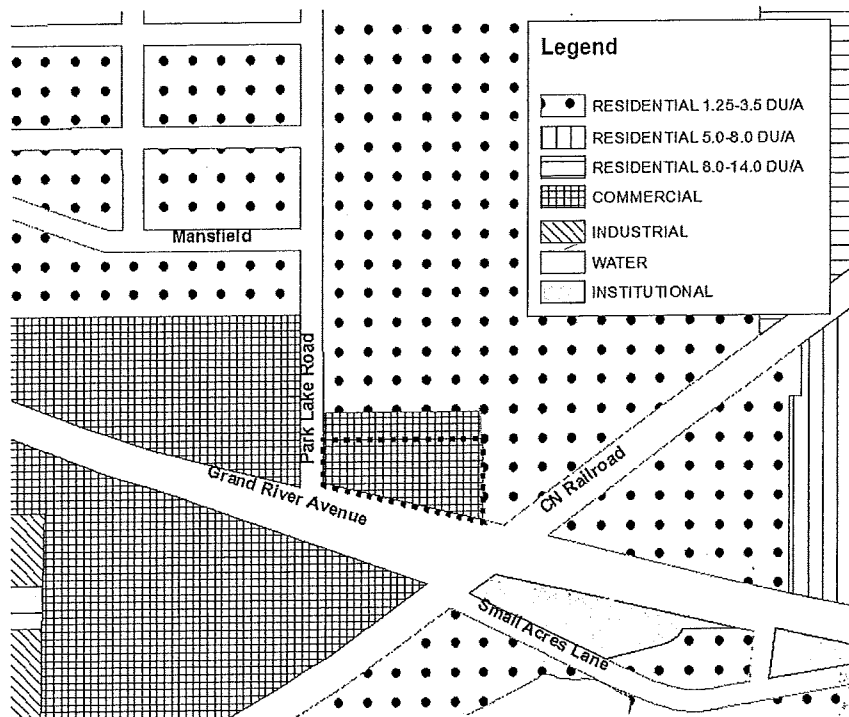 Legend
RESIDENTIAL 1.25-3.5 DU/A
RESIDENTIAL 5.0-8.0 DU/A
RESIDENTIAL 8.0-14.0 DU/A
COMMERCIAL
INDUSTRIAL
WATER
INSTITUTIONAL
Mansfield
Park Lake Road
Grand River Avenue
CN Railroad
Small Acres Lane